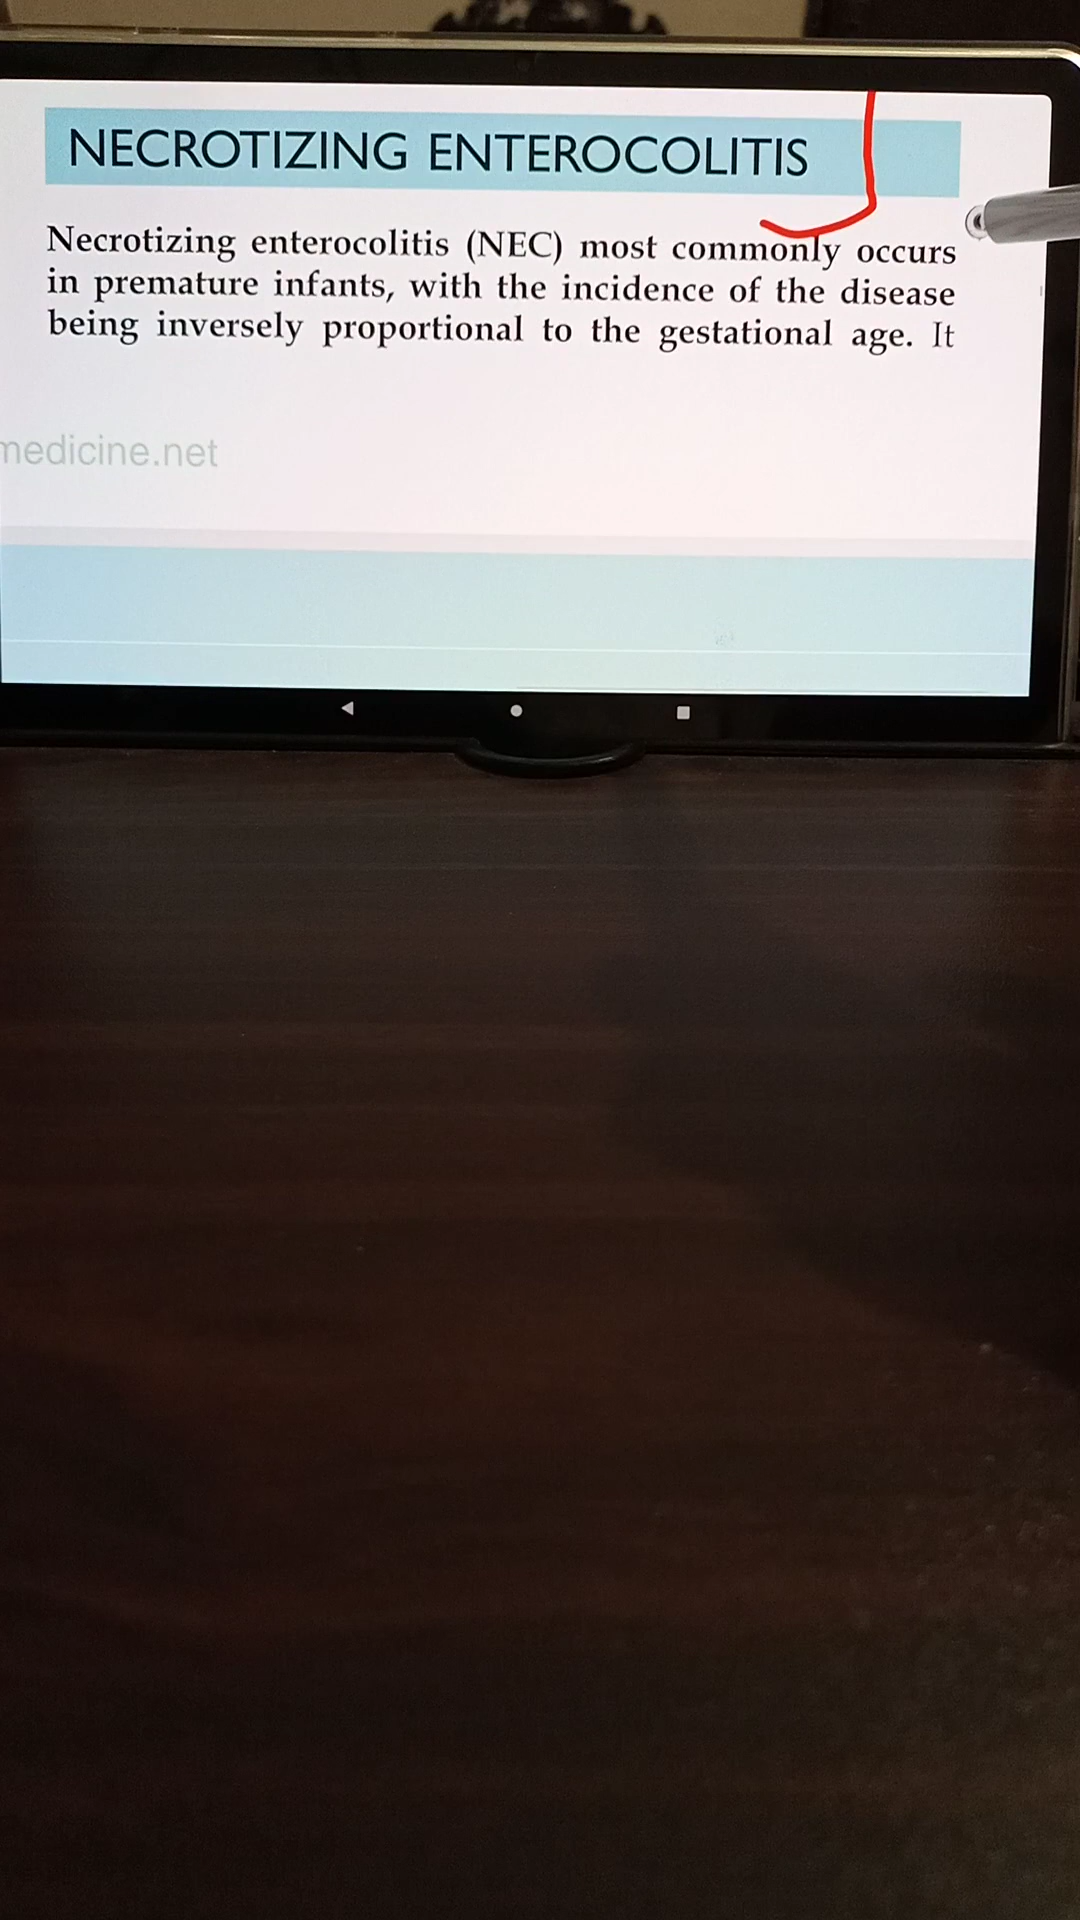 NECROTIZING ENTEROCOLITIS
Necrotizing enterocolitis (NEC) most commonly occurs
in premature infants, with the incidence of the disease
being inversely proportional to the gestational age. It
medicine.net